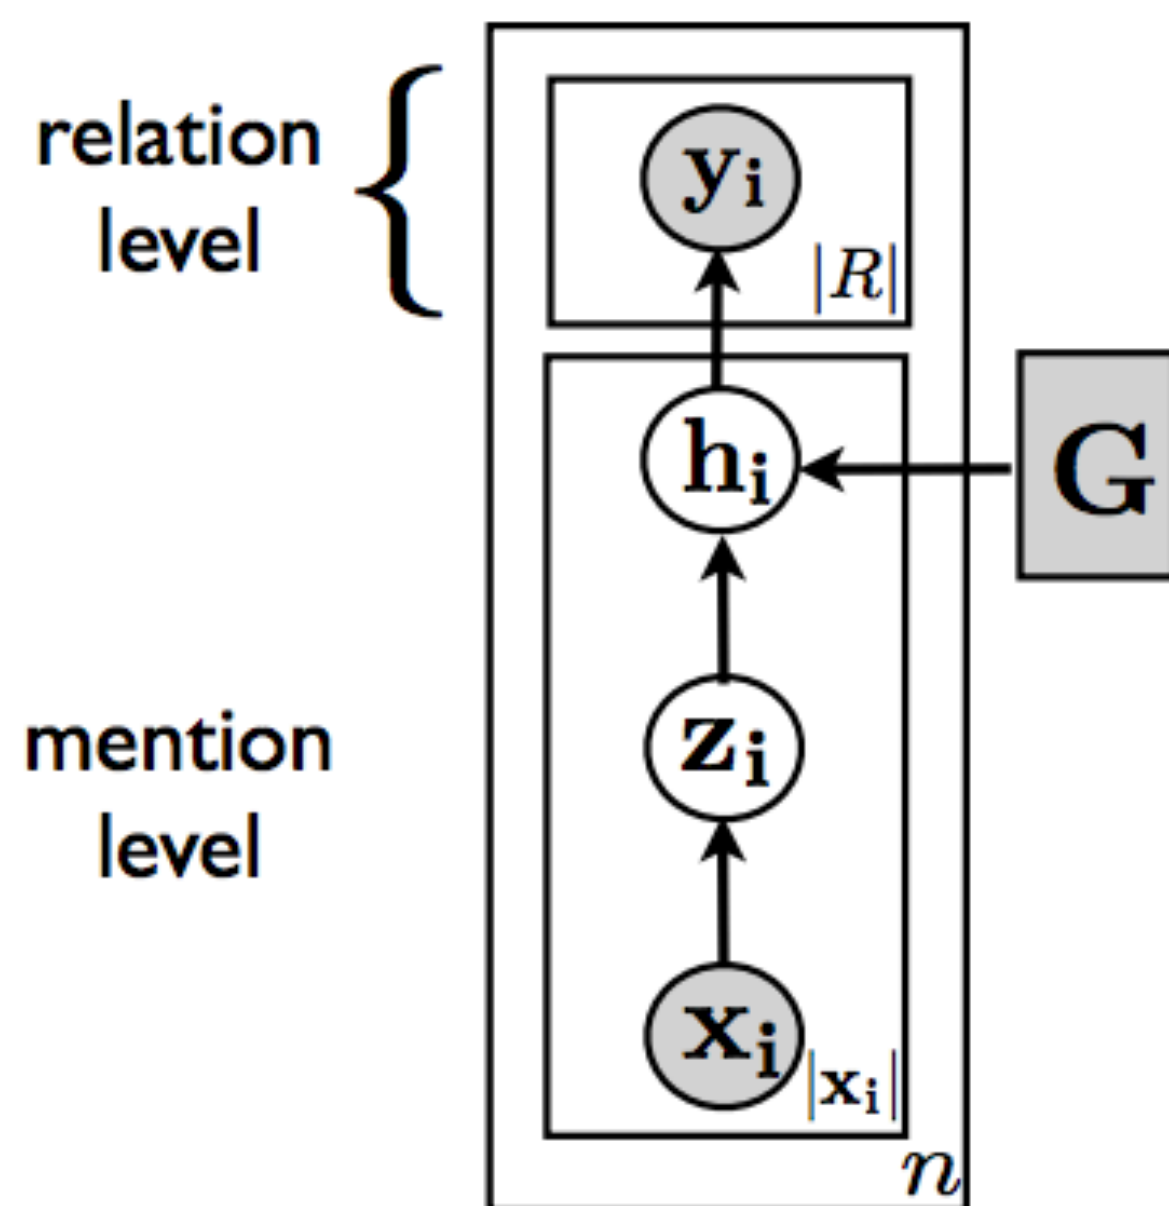 relation
level
yi
|R|
hi
G
mention
level
zi
xi
|xi|
n